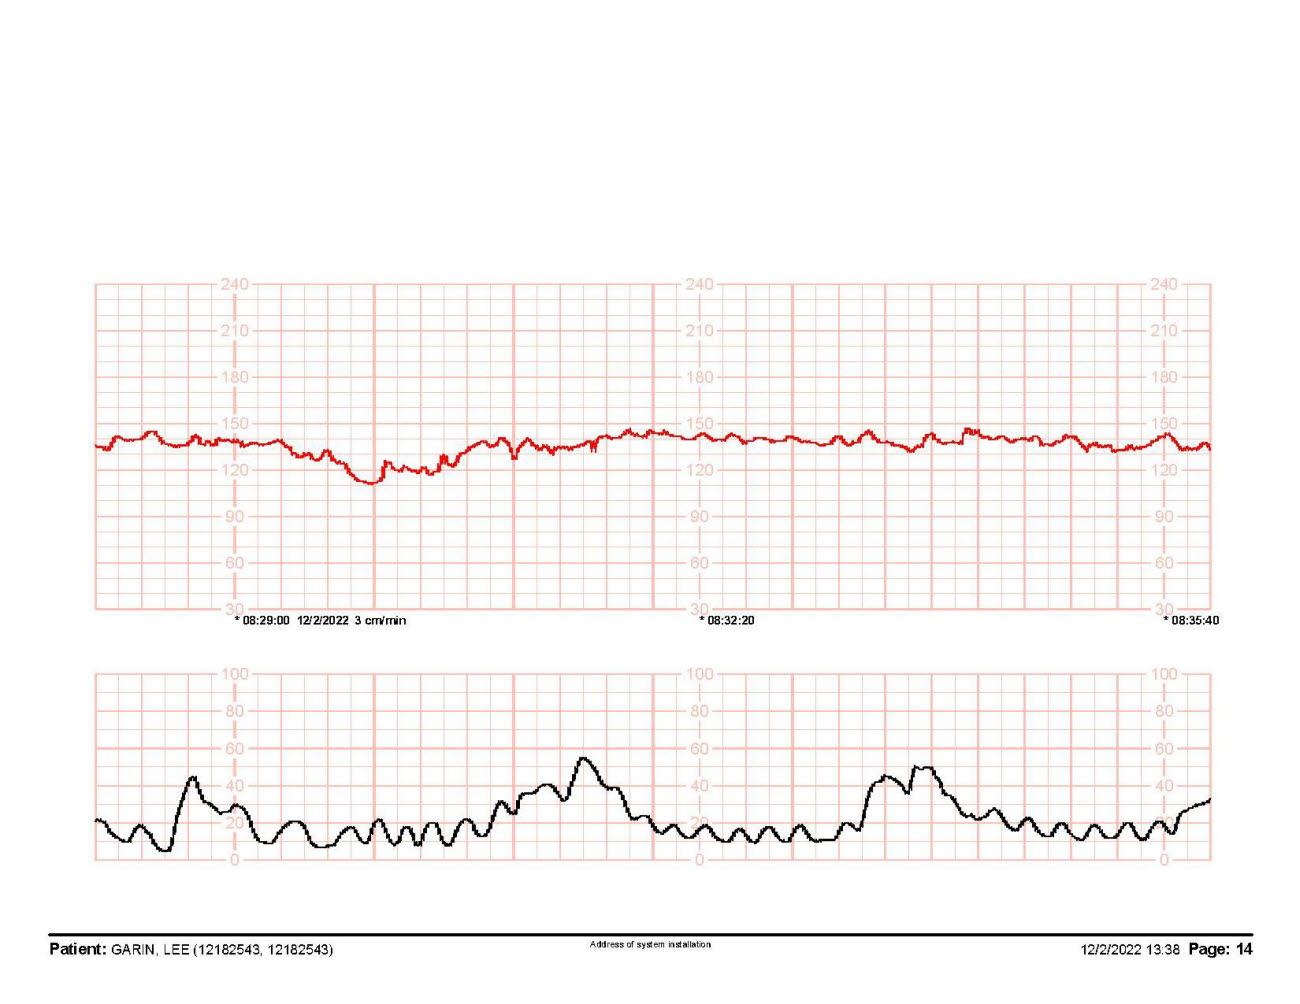 240 240 240
210 210 210
180 180 180
150 150 150
120 120 120
90 90 90
60 60 60
30 30 30
* 08:29:00 12/2/2022 3 cm/min * 08:32:20 * 08:35:40
100 100 100
80 80 80
60 60 60
40 40 40
20 20 20
0 0 0
Patient: GARIN, LEE (12182543, 12182543) Address of system installation 12/2/2022 13:38 Page: 14